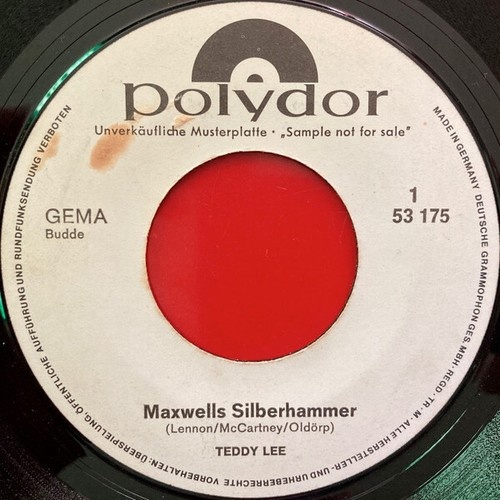 polydor
Unverkäufliche Musterplatte · „Sample not for sale"
GEMA
Budde
1
53 175
Maxwells Silberhammer
(Lennon/McCartney/Oldörp)
TEDDY LEE
MADE IN GERMANY DEUTSCHE GRAMMOPHON GES. MBH · REGD · TR · M · ALLE HERSTELLER- UND URHEBERRECHTE VORBEHALTEN: ÜBERSPIELUNG, ÖFFENTLICHE AUFFÜHRUNG UND RUNDFUNKSENDUNG VERBOTEN